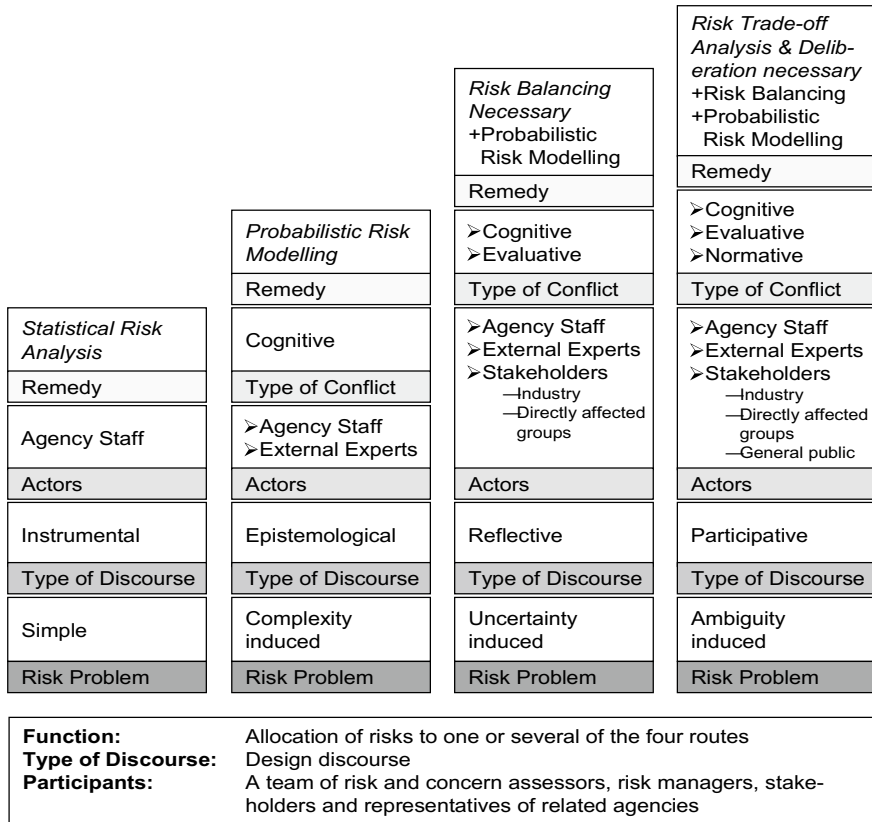 Statistical Risk
Analysis
Remedy
Agency Staff
Actors
Instrumental
Type of Discourse
Simple
Risk Problem
Probabilistic Risk
Modelling
Remedy
Cognitive
Type of Conflict
➢Agency Staff
➢External Experts
Actors
Epistemological
Type of Discourse
Complexity
induced
Risk Problem
Risk Balancing
Necessary
+Probabilistic
Risk Modelling
Remedy
➢Cognitive
➢Evaluative
Type of Conflict
➢Agency Staff
➢External Experts
➢Stakeholders
—Industry
—Directly affected
groups
Actors
Reflective
Type of Discourse
Uncertainty
induced
Risk Problem
Risk Trade-off
Analysis & Delib-
eration necessary
+Risk Balancing
+Probabilistic
Risk Modelling
Remedy
➢Cognitive
➢Evaluative
➢Normative
Type of Conflict
➢Agency Staff
➢External Experts
➢Stakeholders
—Industry
—Directly affected
groups
—General public
Actors
Participative
Type of Discourse
Ambiguity
induced
Risk Problem
Function: Allocation of risks to one or several of the four routes
Type of Discourse: Design discourse
Participants: A team of risk and concern assessors, risk managers, stake-
holders and representatives of related agencies